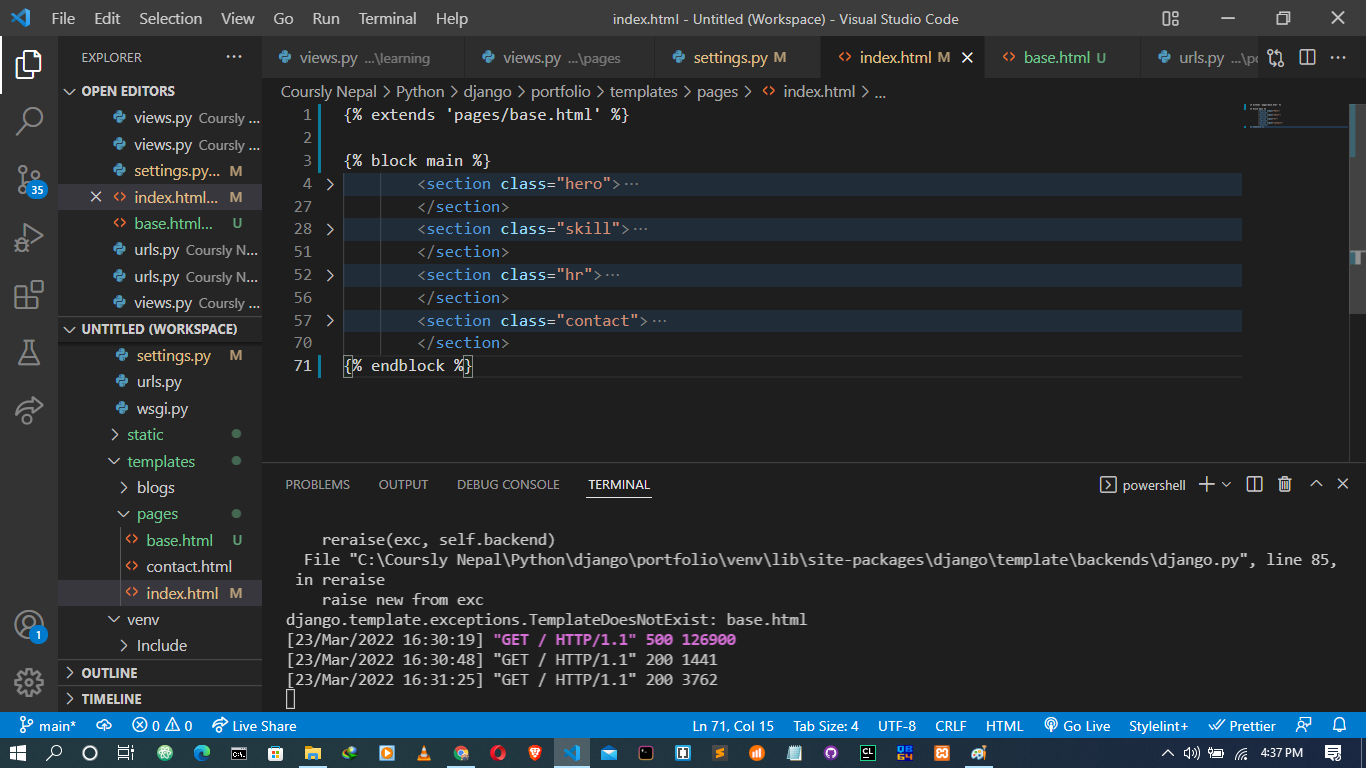 File Edit Selection View Go Run Terminal Help index.html - Untitled (Workspace) - Visual Studio Code
EXPLORER ... views.py ...\learning views.py ...\pages settings.py M index.html M base.html U urls.py ...\po
OPEN EDITORS
views.py Coursly ...
views.py Coursly ...
settings.py... M
index.html... M
base.html... U
urls.py Coursly N...
urls.py Coursly N...
views.py Coursly ...
UNTITLED (WORKSPACE)
settings.py M
urls.py
wsgi.py
static
templates
blogs
pages
base.html U
contact.html
index.html M
venv
Include
OUTLINE
TIMELINE
35
1
Coursly Nepal > Python > django > portfolio > templates > pages > index.html > ...
1 {% extends 'pages/base.html' %}
2
3 {% block main %}
4 <section class="hero">...
27 </section>
28 <section class="skill">...
51 </section>
52 <section class="hr">...
56 </section>
57 <section class="contact">...
70 </section>
71 {% endblock %}
PROBLEMS OUTPUT DEBUG CONSOLE TERMINAL powershell
reraise(exc, self.backend)
File "C:\Coursly Nepal\Python\django\portfolio\venv\lib\site-packages\django\template\backends\django.py", line 85,
in reraise
raise new from exc
django.template.exceptions.TemplateDoesNotExist: base.html
[23/Mar/2022 16:30:19] "GET / HTTP/1.1" 500 126900
[23/Mar/2022 16:30:48] "GET / HTTP/1.1" 200 1441
[23/Mar/2022 16:31:25] "GET / HTTP/1.1" 200 3762
main* 0 0 Live Share Ln 71, Col 15 Tab Size: 4 UTF-8 CRLF HTML Go Live Stylelint+ Prettier
4:37 PM